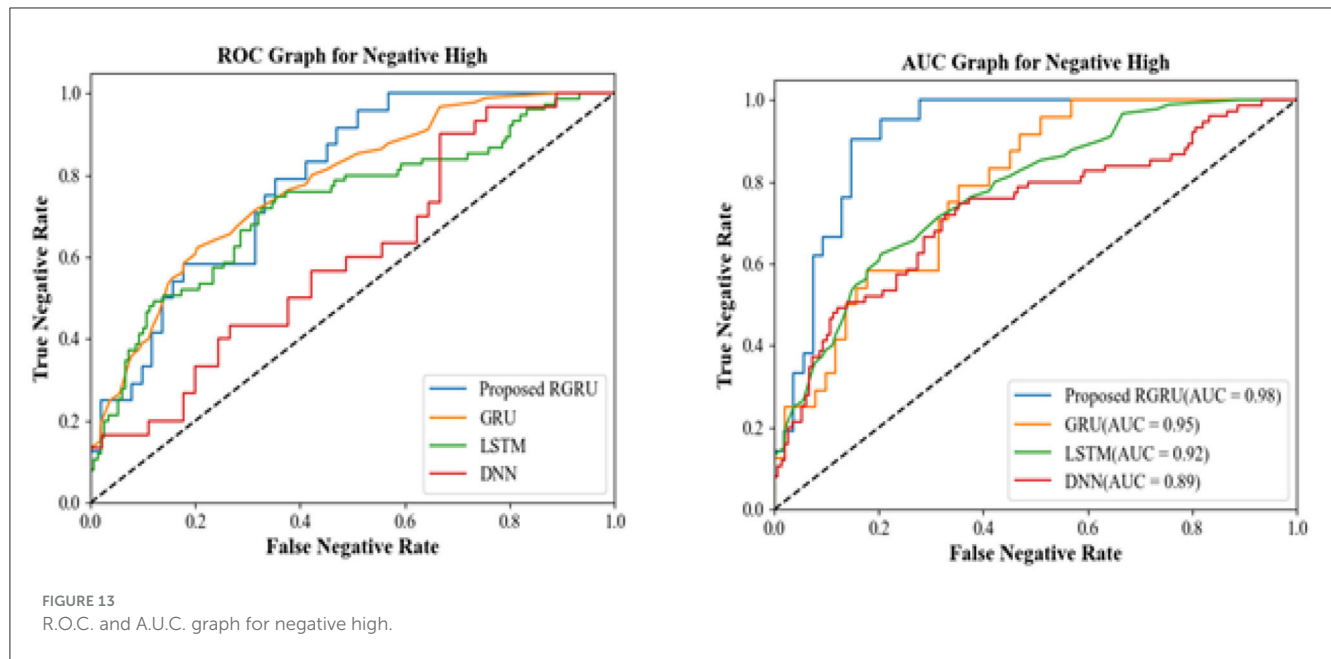 ROC Graph for Negative High
True Negative Rate
1.0
0.8
0.6
0.4
0.2
0.0
0.0 0.2 0.4 0.6 0.8 1.0
False Negative Rate
Proposed RGRU
GRU
LSTM
DNN
AUC Graph for Negative High
True Negative Rate
1.0
0.8
0.6
0.4
0.2
0.0
0.0 0.2 0.4 0.6 0.8 1.0
False Negative Rate
Proposed RGRU(AUC = 0.98)
GRU(AUC = 0.95)
LSTM(AUC = 0.92)
DNN(AUC = 0.89)
FIGURE 13
R.O.C. and A.U.C. graph for negative high.